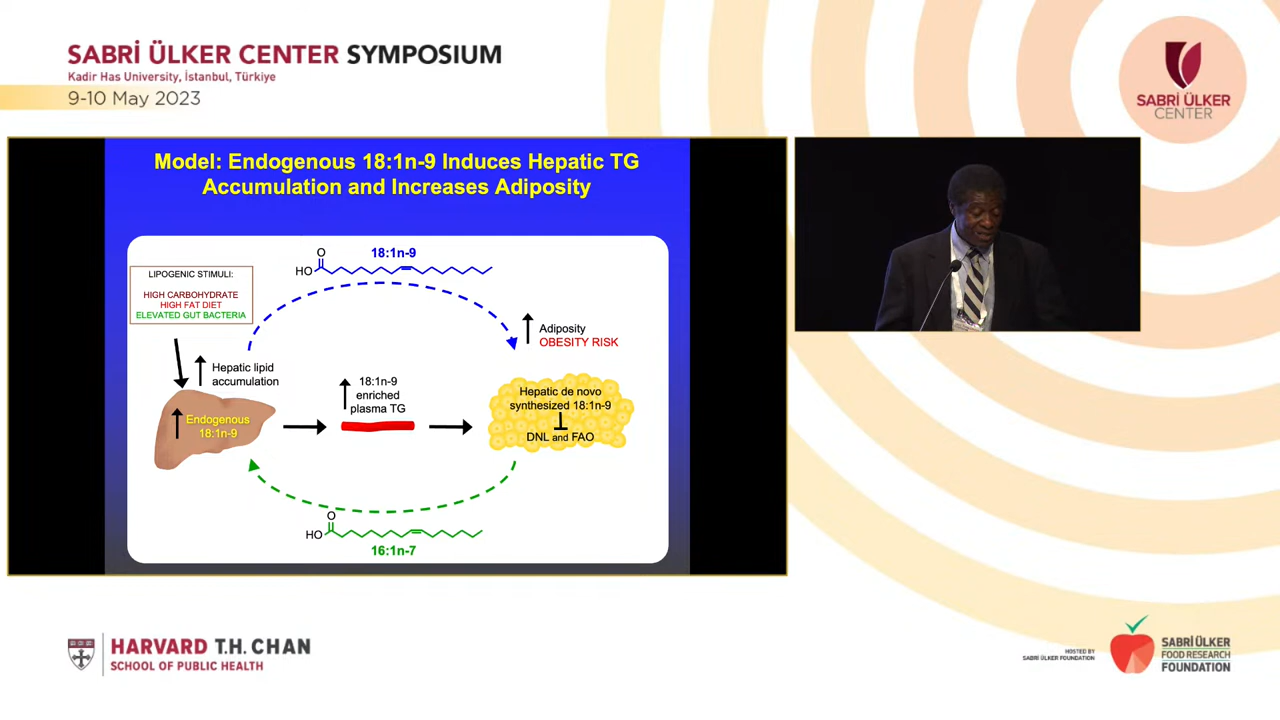 SABRİ ÜLKER CENTER SYMPOSIUM
Kadir Has University, İstanbul, Türkiye
9-10 May 2023
SABRİ ÜLKER
CENTER
Model: Endogenous 18:1n-9 Induces Hepatic TG
Accumulation and Increases Adiposity
LIPOGENIC STIMULI:
HIGH CARBOHYDRATE
HIGH FAT DIET
ELEVATED GUT BACTERIA
O
HO
18:1n-9
Adiposity
OBESITY RISK
Hepatic lipid
accumulation
Endogenous
18:1n-9
18:1n-9
enriched
plasma TG
Hepatic de novo
synthesized 18:1n-9
DNL and FAO
O
HO
16:1n-7
HARVARD T.H. CHAN
SCHOOL OF PUBLIC HEALTH
HOSTED BY
SABRİ ÜLKER FOUNDATION
SABRİ ÜLKER
FOOD RESEARCH
FOUNDATION